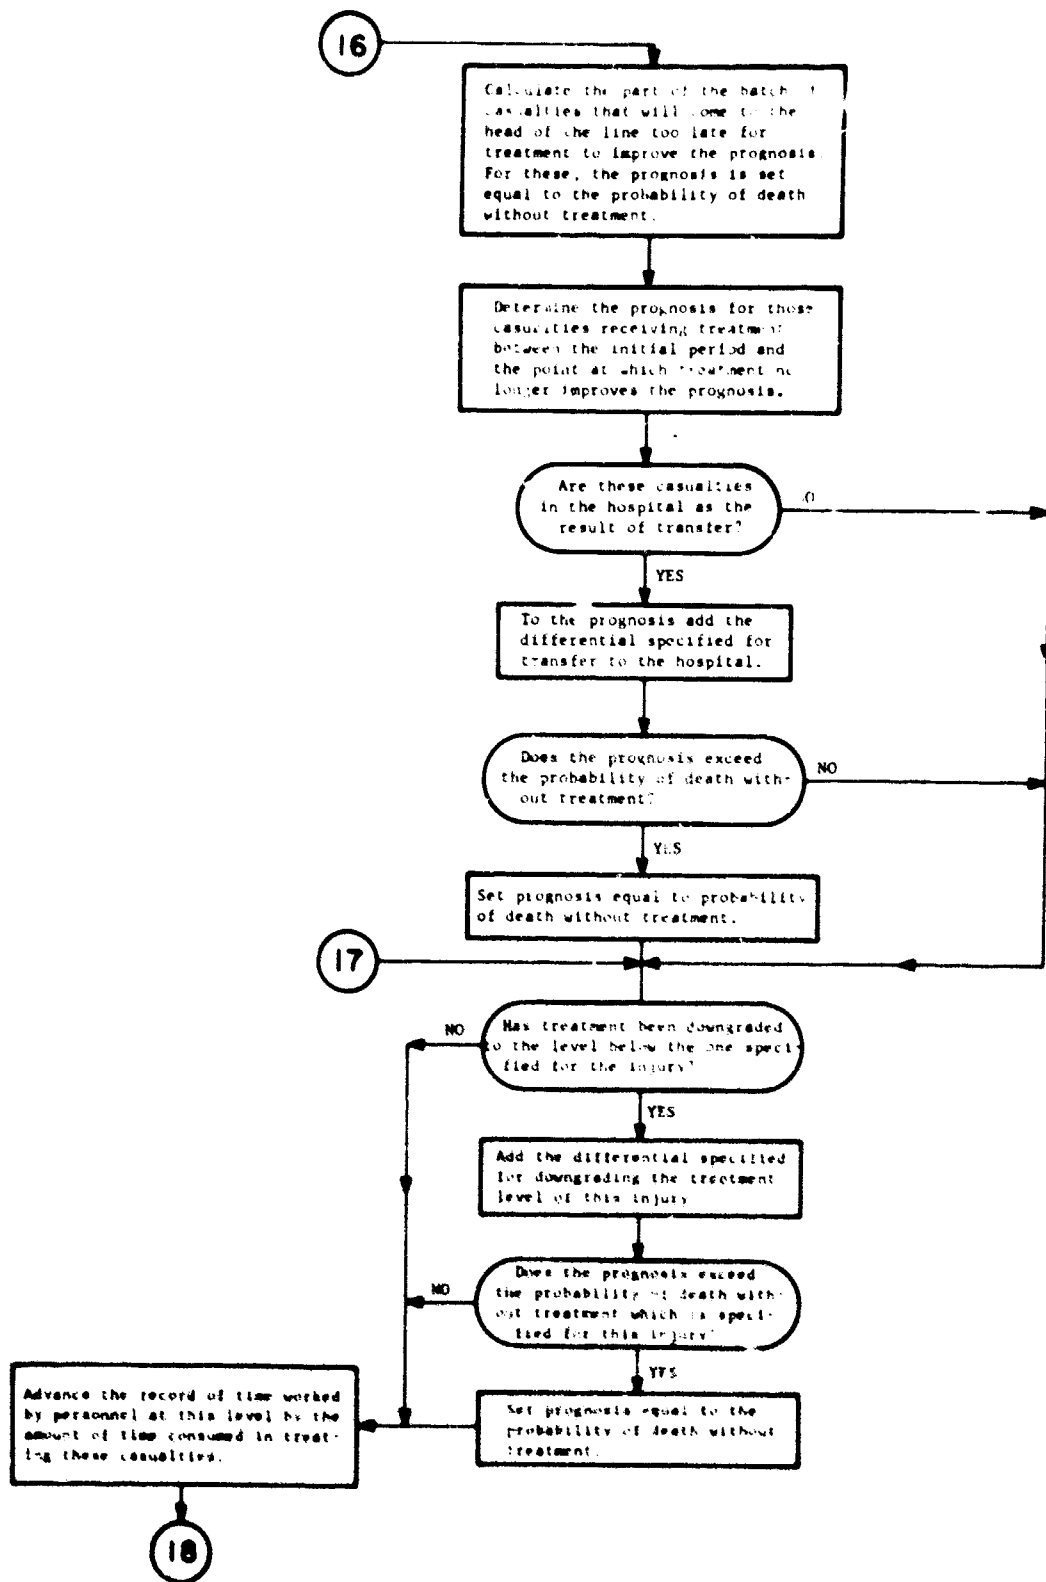 16
Calculate the part of the batch of
casualties that will come to the
head of the line too late for
treatment to improve the prognosis.
For these, the prognosis is set
equal to the probability of death
without treatment.
Determine the prognosis for those
casualties receiving treatment
between the initial period and
the point at which treatment no
longer improves the prognosis.
Are these casualties
in the hospital as the
result of transfer?
YES
To the prognosis add the
differential specified for
transfer to the hospital.
Does the prognosis exceed
the probability of death with-
out treatment?
NO
YES
Set prognosis equal to probability
of death without treatment.
17
Has treatment been downgraded
to the level below the one speci-
fied for the injury?
NO
YES
Add the differential specified
for downgrading the treatment
level of this injury
Does the prognosis exceed
the probability of death with-
out treatment which is speci-
fied for this injury?
NO
YES
Set prognosis equal to the
probability of death without
treatment.
Advance the record of time worked
by personnel at this level by the
amount of time consumed in treat-
ing these casualties.
18